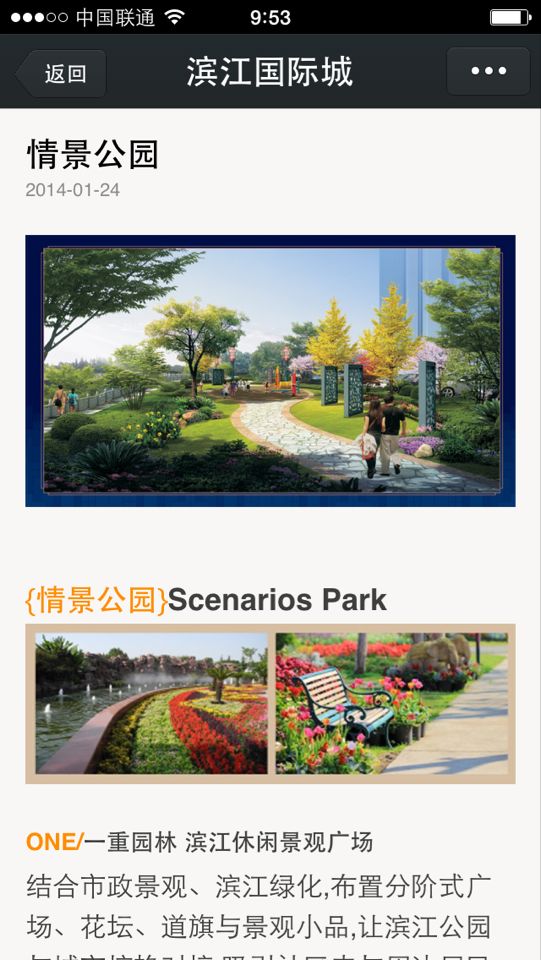 中国联通 9:53
返回 滨江国际城
情景公园
2014-01-24
{情景公园}Scenarios Park
ONE/一重园林 滨江休闲景观广场
结合市政景观、滨江绿化,布置分阶式广
场、花坛、道旗与景观小品,让滨江公园